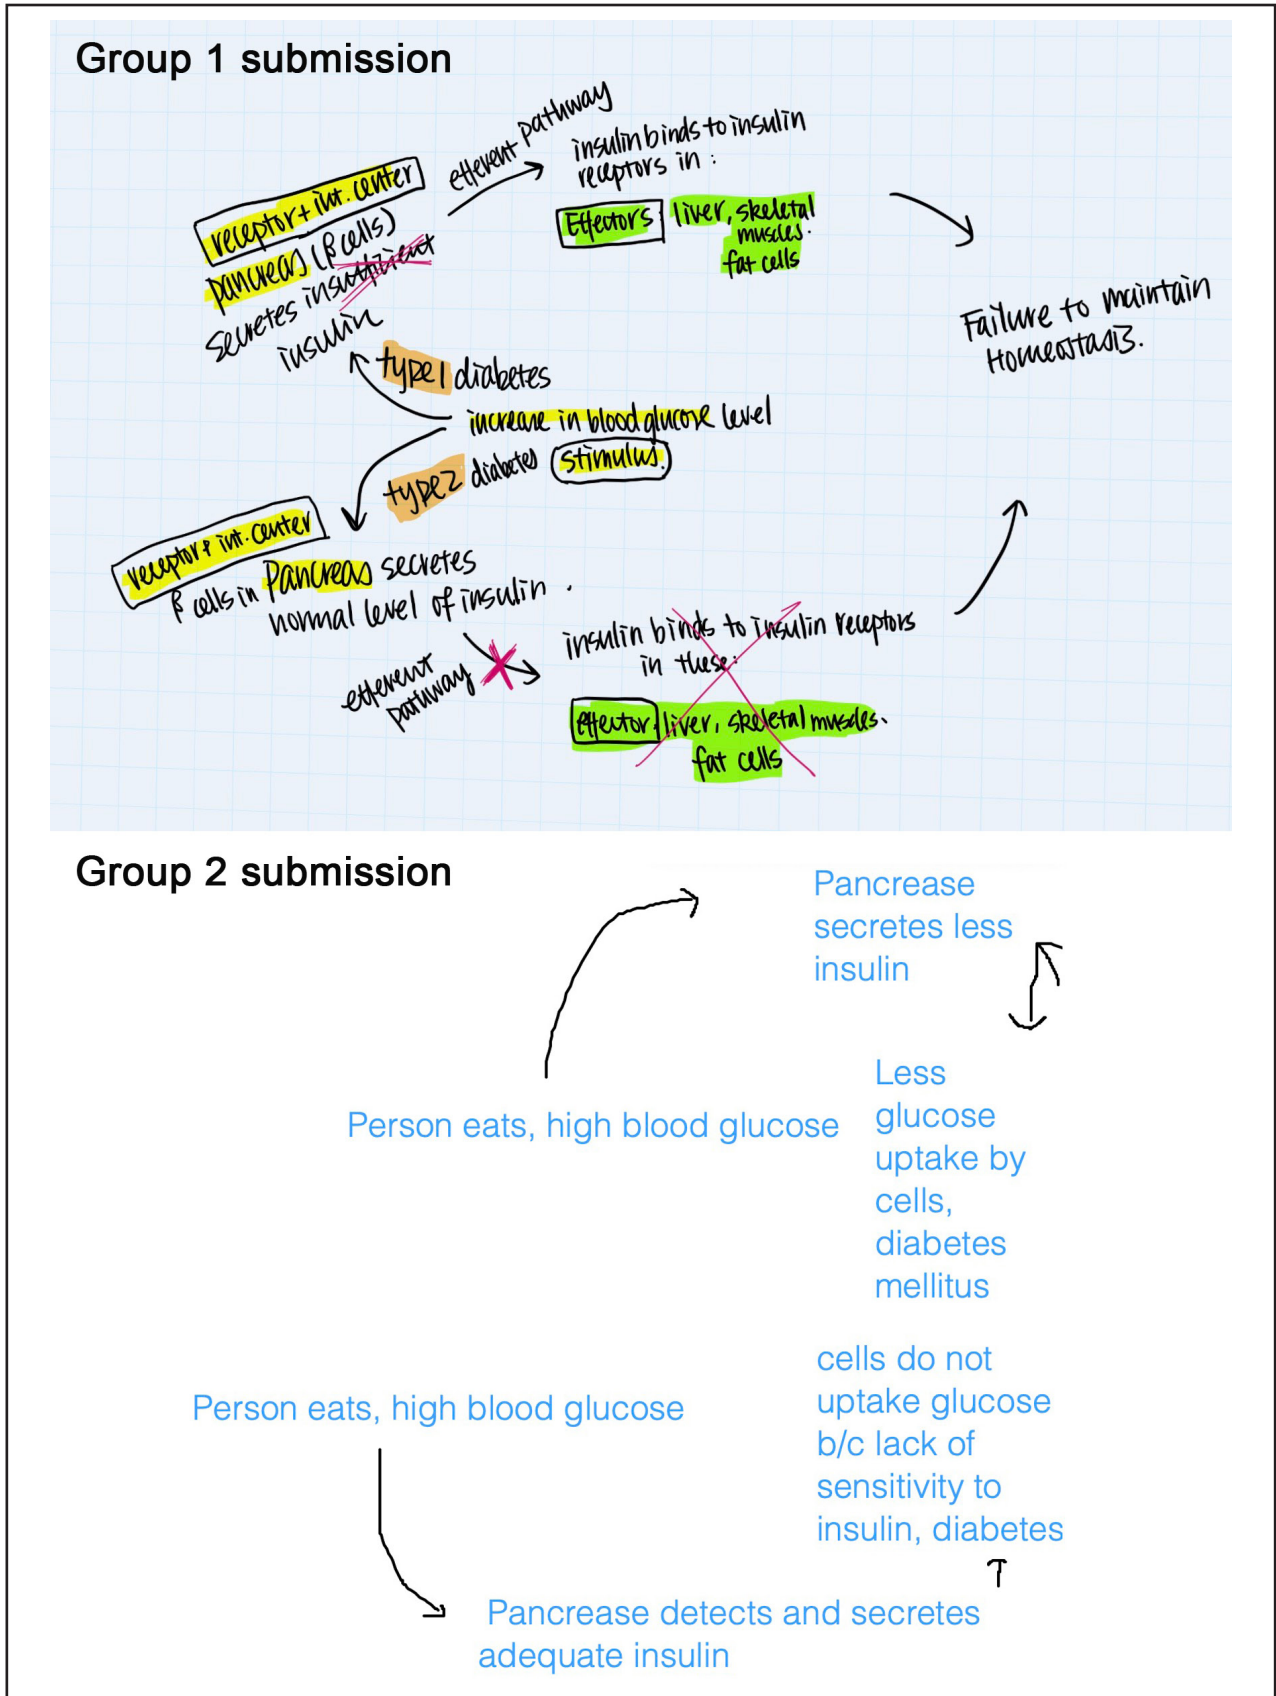 Group 1 submission
receptor + int. center
pancreas (β cells)
secretes insufficient
insulin
efferent pathway
insulin binds to insulin
receptors in :
Effectors: liver, skeletal
muscles.
fat cells
Failure to maintain
Homeostasis.
type 1 diabetes
increase in blood glucose level
type 2 diabetes (stimulus.)
receptor & int. center
β cells in Pancreas secretes
normal level of insulin.
efferent
pathway
insulin binds to insulin receptors
in these:
effector: liver, skeletal muscles.
fat cells
Group 2 submission
Pancrease
secretes less
insulin
Person eats, high blood glucose
Less
glucose
uptake by
cells,
diabetes
mellitus
Person eats, high blood glucose
cells do not
uptake glucose
b/c lack of
sensitivity to
insulin, diabetes
Pancrease detects and secretes
adequate insulin